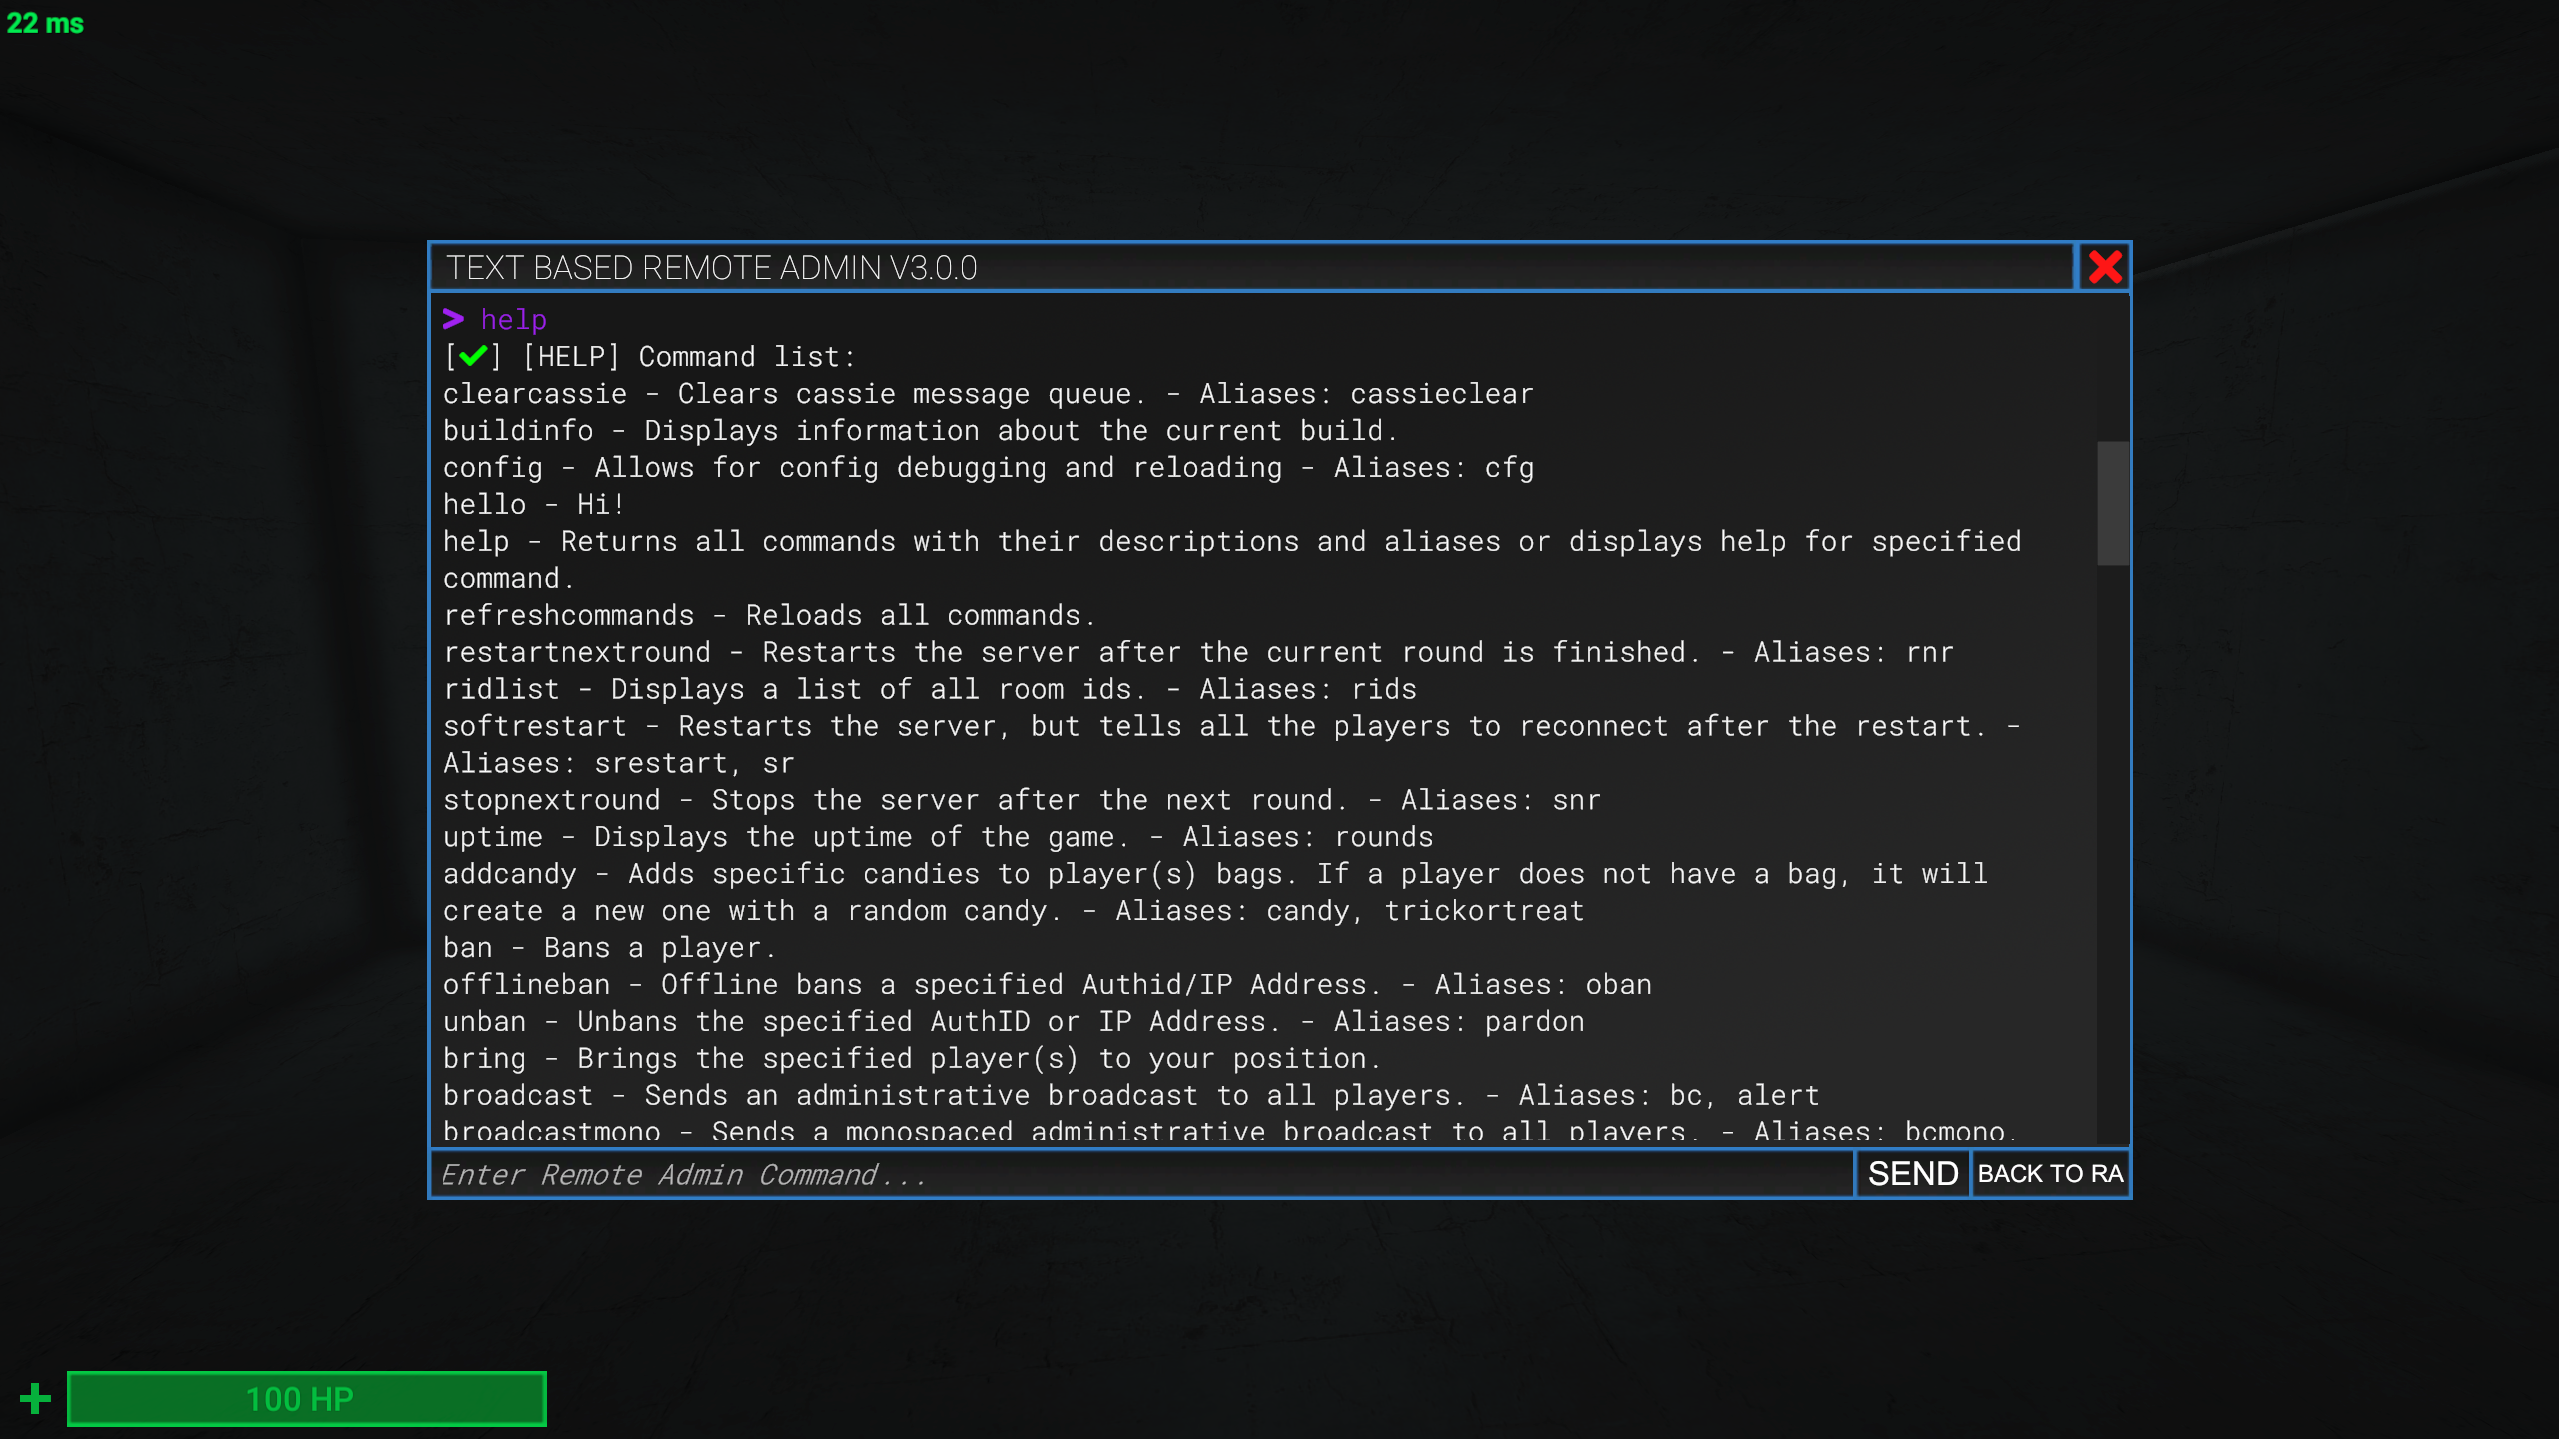 22 ms
TEXT BASED REMOTE ADMIN V3.0.0
> help
[✔] [HELP] Command list:
clearcassie - Clears cassie message queue. - Aliases: cassieclear
buildinfo - Displays information about the current build.
config - Allows for config debugging and reloading - Aliases: cfg
hello - Hi!
help - Returns all commands with their descriptions and aliases or displays help for specified
command.
refreshcommands - Reloads all commands.
restartnextround - Restarts the server after the current round is finished. - Aliases: rnr
ridlist - Displays a list of all room ids. - Aliases: rids
softrestart - Restarts the server, but tells all the players to reconnect after the restart. -
Aliases: srestart, sr
stopnextround - Stops the server after the next round. - Aliases: snr
uptime - Displays the uptime of the game. - Aliases: rounds
addcandy - Adds specific candies to player(s) bags. If a player does not have a bag, it will
create a new one with a random candy. - Aliases: candy, trickortreat
ban - Bans a player.
offlineban - Offline bans a specified Authid/IP Address. - Aliases: oban
unban - Unbans the specified AuthID or IP Address. - Aliases: pardon
bring - Brings the specified player(s) to your position.
broadcast - Sends an administrative broadcast to all players. - Aliases: bc, alert
broadcastmono - Sends a monospaced administrative broadcast to all players. - Aliases: bcmono,
Enter Remote Admin Command...
SEND
BACK TO RA
100 HP